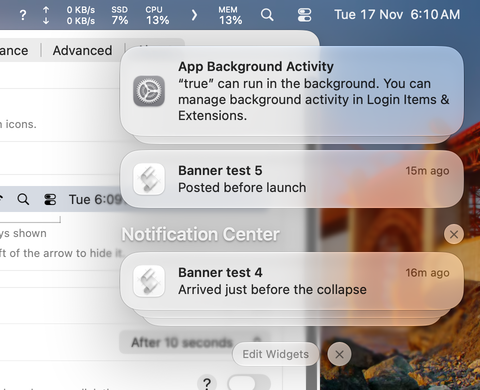 ? ↑ ↓ 0 KB/s 0 KB/s SSD 7% CPU 13% MEM 13% Tue 17 Nov 6:10 AM
ance Advanced
App Background Activity
“true” can run in the background. You can
manage background activity in Login Items &
Extensions.
n icons.
Banner test 5 15m ago
Posted before launch
Tue 6:09
ys shown
Notification Center
ft of the arrow to hide it.
Banner test 4 16m ago
Arrived just before the collapse
After 10 seconds
Edit Widgets
?